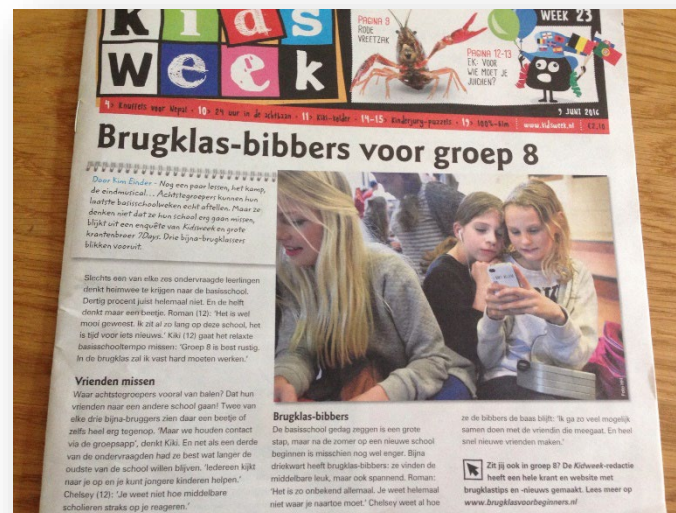 Kids
Week
PAGINA 9
RODE
VREETZAK
PAGINA 12-13
EK: VOOR
WIE MOET JE
JUICHEN?
WEEK 23
4> Knuffels voor Nepal • 10> 24 uur in de achtbaan • 11> Kiki-solder • 14-15> Kinderjury-puzzels • 19> 100%-Kim
www.kidsweek.nl
9 JUNI 2016
Brugklas-bibbers voor groep 8
Door Kim Einder - Nog een paar lessen, het kamp,
de eindmusical... Achtstegroepers kunnen hun
laatste basisschoolweken echt aftellen. Maar ze
denken niet dat ze hun school erg gaan missen,
blijkt uit een enquête van Kidsweek en grote
krantenbroer 7Days. Drie bijna-brugklassers
blikken vooruit.
Slechts een van elke zes ondervraagde leerlingen
denkt heimwee te krijgen naar de basisschool.
Dertig procent juist helemaal niet. En de helft
denkt maar een beetje. Roman (12): 'Het is wel
mooi geweest. Ik zit al zo lang op deze school, het
is tijd voor iets nieuws.' Kiki (12) gaat het relaxte
basisschooltempo missen: 'Groep 8 is best rustig.
In de brugklas zal ik vast hard moeten werken.'
Vrienden missen
Waar achtstegroepers vooral van balen? Dat hun
vrienden naar een andere school gaan! Twee van
elke drie bijna-bruggers zien daar een beetje of
zelfs heel erg tegenop. 'Maar we houden contact
via de groepsapp', denkt Kiki. En net als een derde
van de ondervraagden had ze best wat langer de
oudste van de school willen blijven. 'Iedereen kijkt
naar je op en je kunt jongere kinderen helpen.'
Chelsey (12): 'Je weet niet hoe middelbare
scholieren straks op je reageren.'
Brugklas-bibbers
De basisschool gedag zeggen is een grote
stap, maar na de zomer op een nieuwe school
beginnen is misschien nog wel enger. Bijna
driekwart heeft brugklas-bibbers: ze vinden de
middelbare leuk, maar ook spannend. Roman:
'Het is zo onbekend allemaal. Je weet helemaal
niet waar je naartoe moet.' Chelsey weet al hoe
ze de bibbers de baas blijft: 'Ik ga zo veel mogelijk
samen doen met de vriendin die meegaat. En heel
snel nieuwe vrienden maken.'
Zit jij ook in groep 8? De Kidsweek-redactie
heeft een hele krant en website met
brugklastips en -nieuws gemaakt. Lees meer op
www.brugklasvoorbeginners.nl